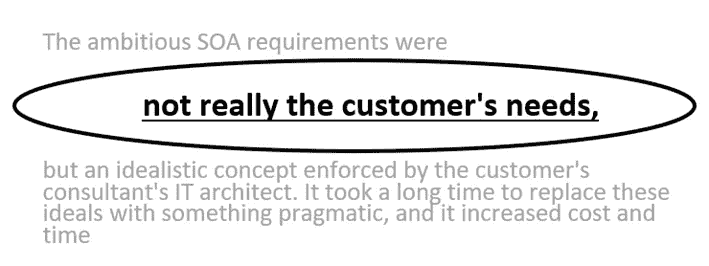 The ambitious SOA requirements were
not really the customer's needs,
but an idealistic concept enforced by the customer's
consultant's IT architect. It took a long time to replace these
ideals with something pragmatic, and it increased cost and
time